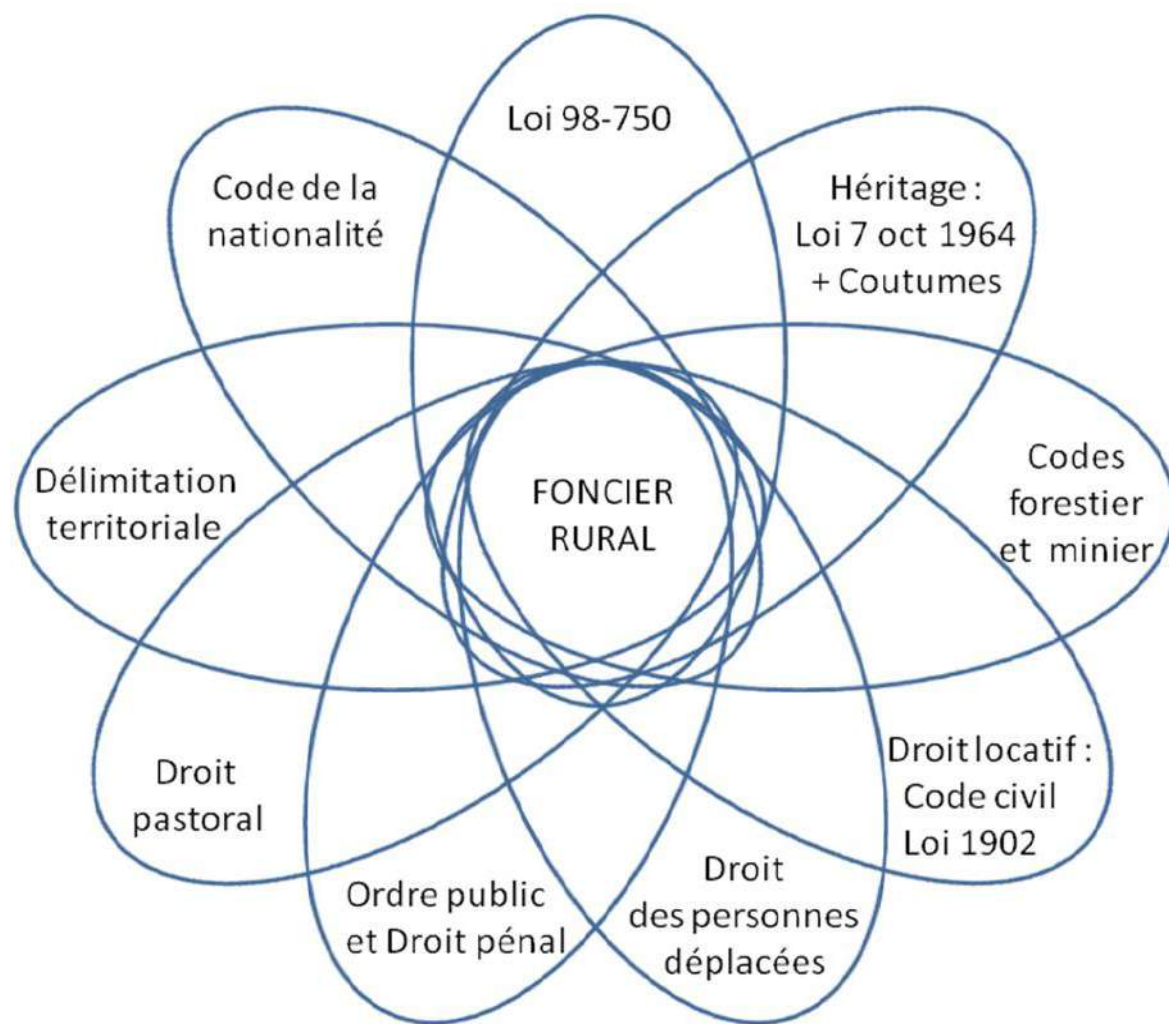 Loi 98-750
Code de la
nationalité
Héritage :
Loi 7 oct 1964
+ Coutumes
Délimitation
territoriale
FONCIER
RURAL
Codes
forestier
et minier
Droit
pastoral
Droit locatif :
Code civil
Loi 1902
Ordre public
et Droit pénal
Droit
des personnes
déplacées